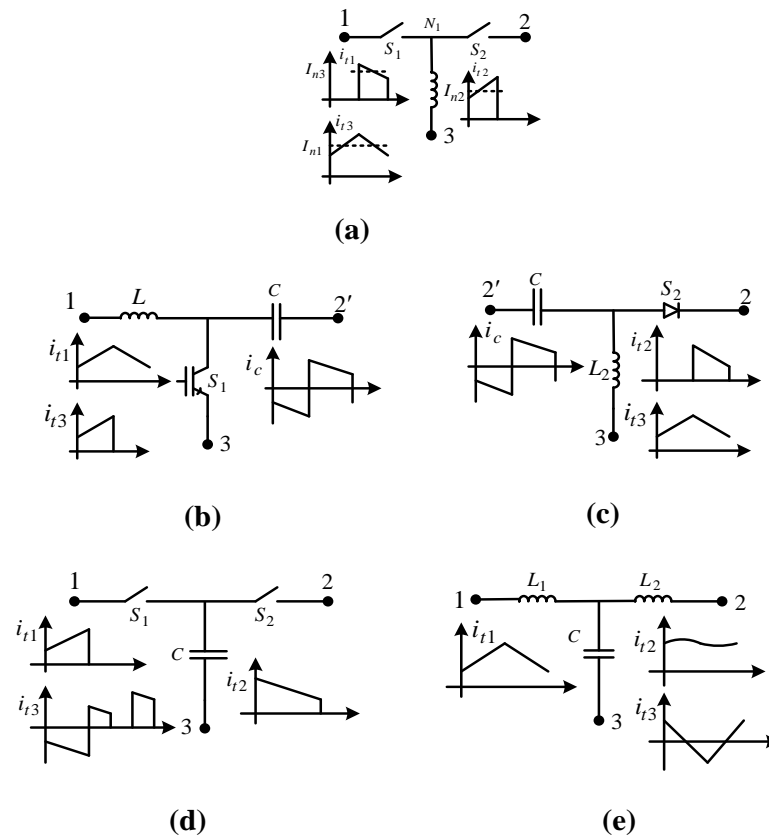 1 N₁ 2
S₁ S₂
iₜ₁ iₜ₂
Iₙ₃ Iₙ₂
iₜ₃ 3
Iₙ₁
(a)
1 L C 2′
iₜ₁ S₁ i_c
iₜ₃ 3
(b)
2′ C S₂ 2
i_c L₂ iₜ₂
3 iₜ₃
(c)
1 S₁ S₂ 2
iₜ₁ C
iₜ₃ 3 iₜ₂
(d)
1 L₁ L₂ 2
iₜ₁ C iₜ₂
3 iₜ₃
(e)